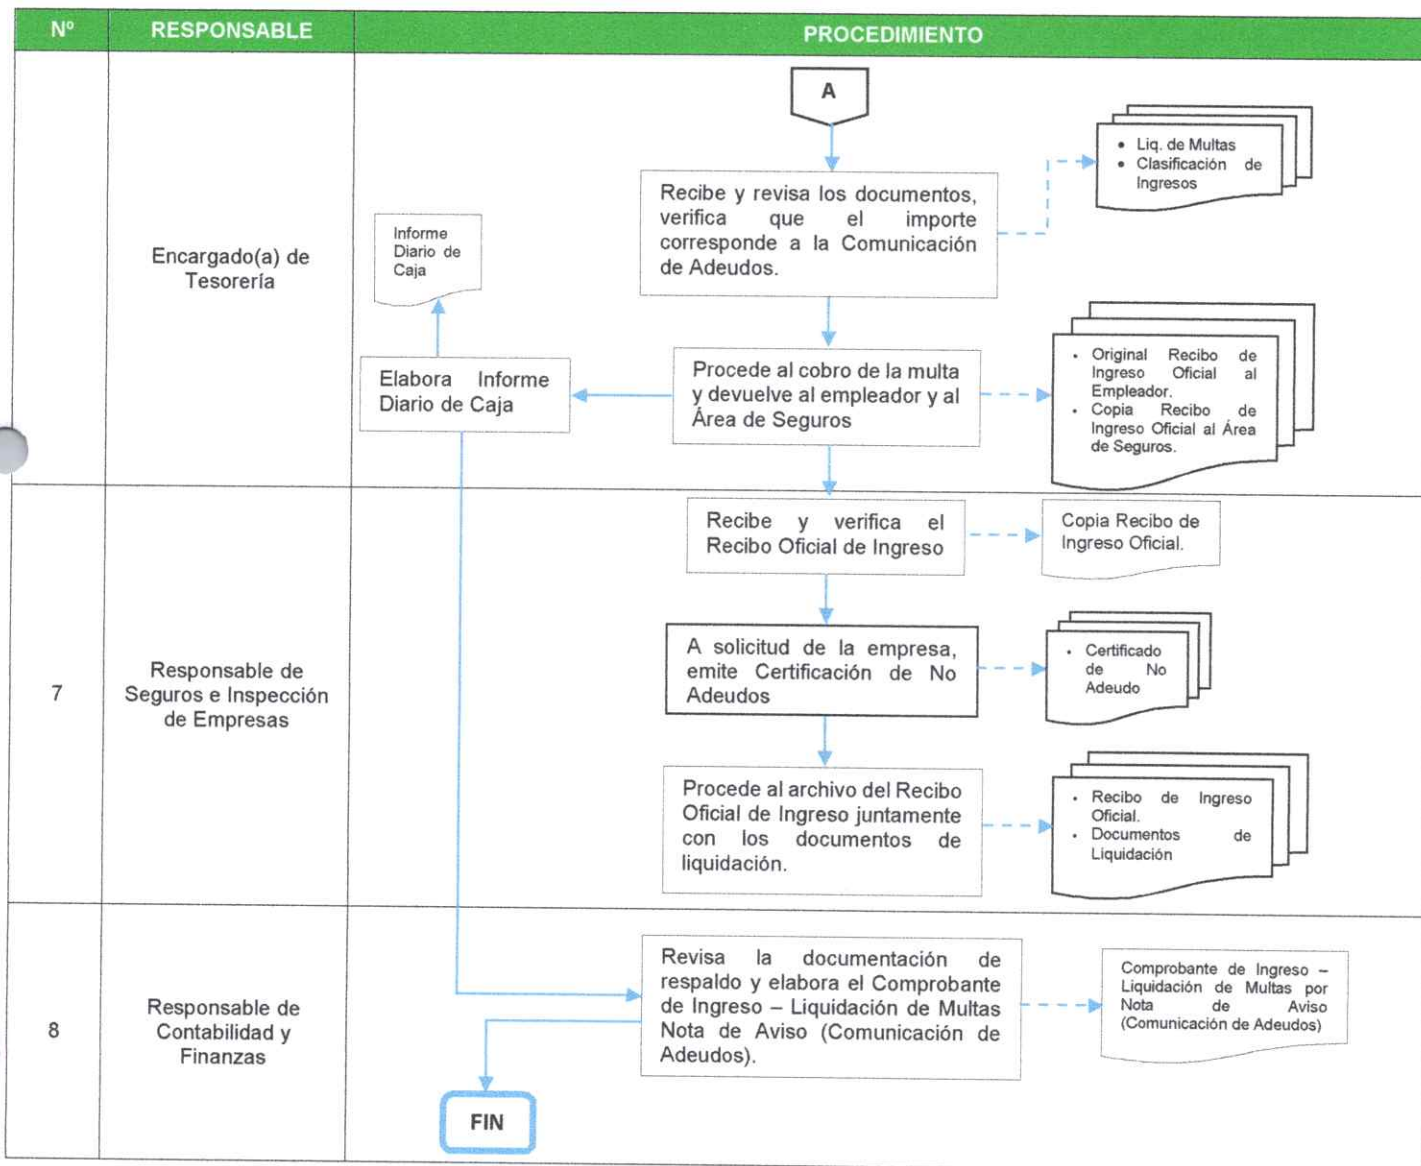 Nº RESPONSABLE PROCEDIMIENTO
A
• Liq. de Multas
• Clasificación de
Ingresos
Recibe y revisa los documentos,
verifica que el importe
corresponde a la Comunicación
de Adeudos.
Informe
Diario de
Caja
Encargado(a) de
Tesorería
Elabora Informe
Diario de Caja
Procede al cobro de la multa
y devuelve al empleador y al
Área de Seguros
• Original Recibo de
Ingreso Oficial al
Empleador.
• Copia Recibo de
Ingreso Oficial al Área
de Seguros.
7
Responsable de
Seguros e Inspección
de Empresas
Recibe y verifica el
Recibo Oficial de Ingreso
Copia Recibo de
Ingreso Oficial.
A solicitud de la empresa,
emite Certificación de No
Adeudos
• Certificado
de No
Adeudo
Procede al archivo del Recibo
Oficial de Ingreso juntamente
con los documentos de
liquidación.
• Recibo de Ingreso
Oficial.
• Documentos de
Liquidación
8
Responsable de
Contabilidad y
Finanzas
Revisa la documentación de
respaldo y elabora el Comprobante
de Ingreso – Liquidación de Multas
Nota de Aviso (Comunicación de
Adeudos).
Comprobante de Ingreso –
Liquidación de Multas por
Nota de Aviso
(Comunicación de Adeudos)
FIN